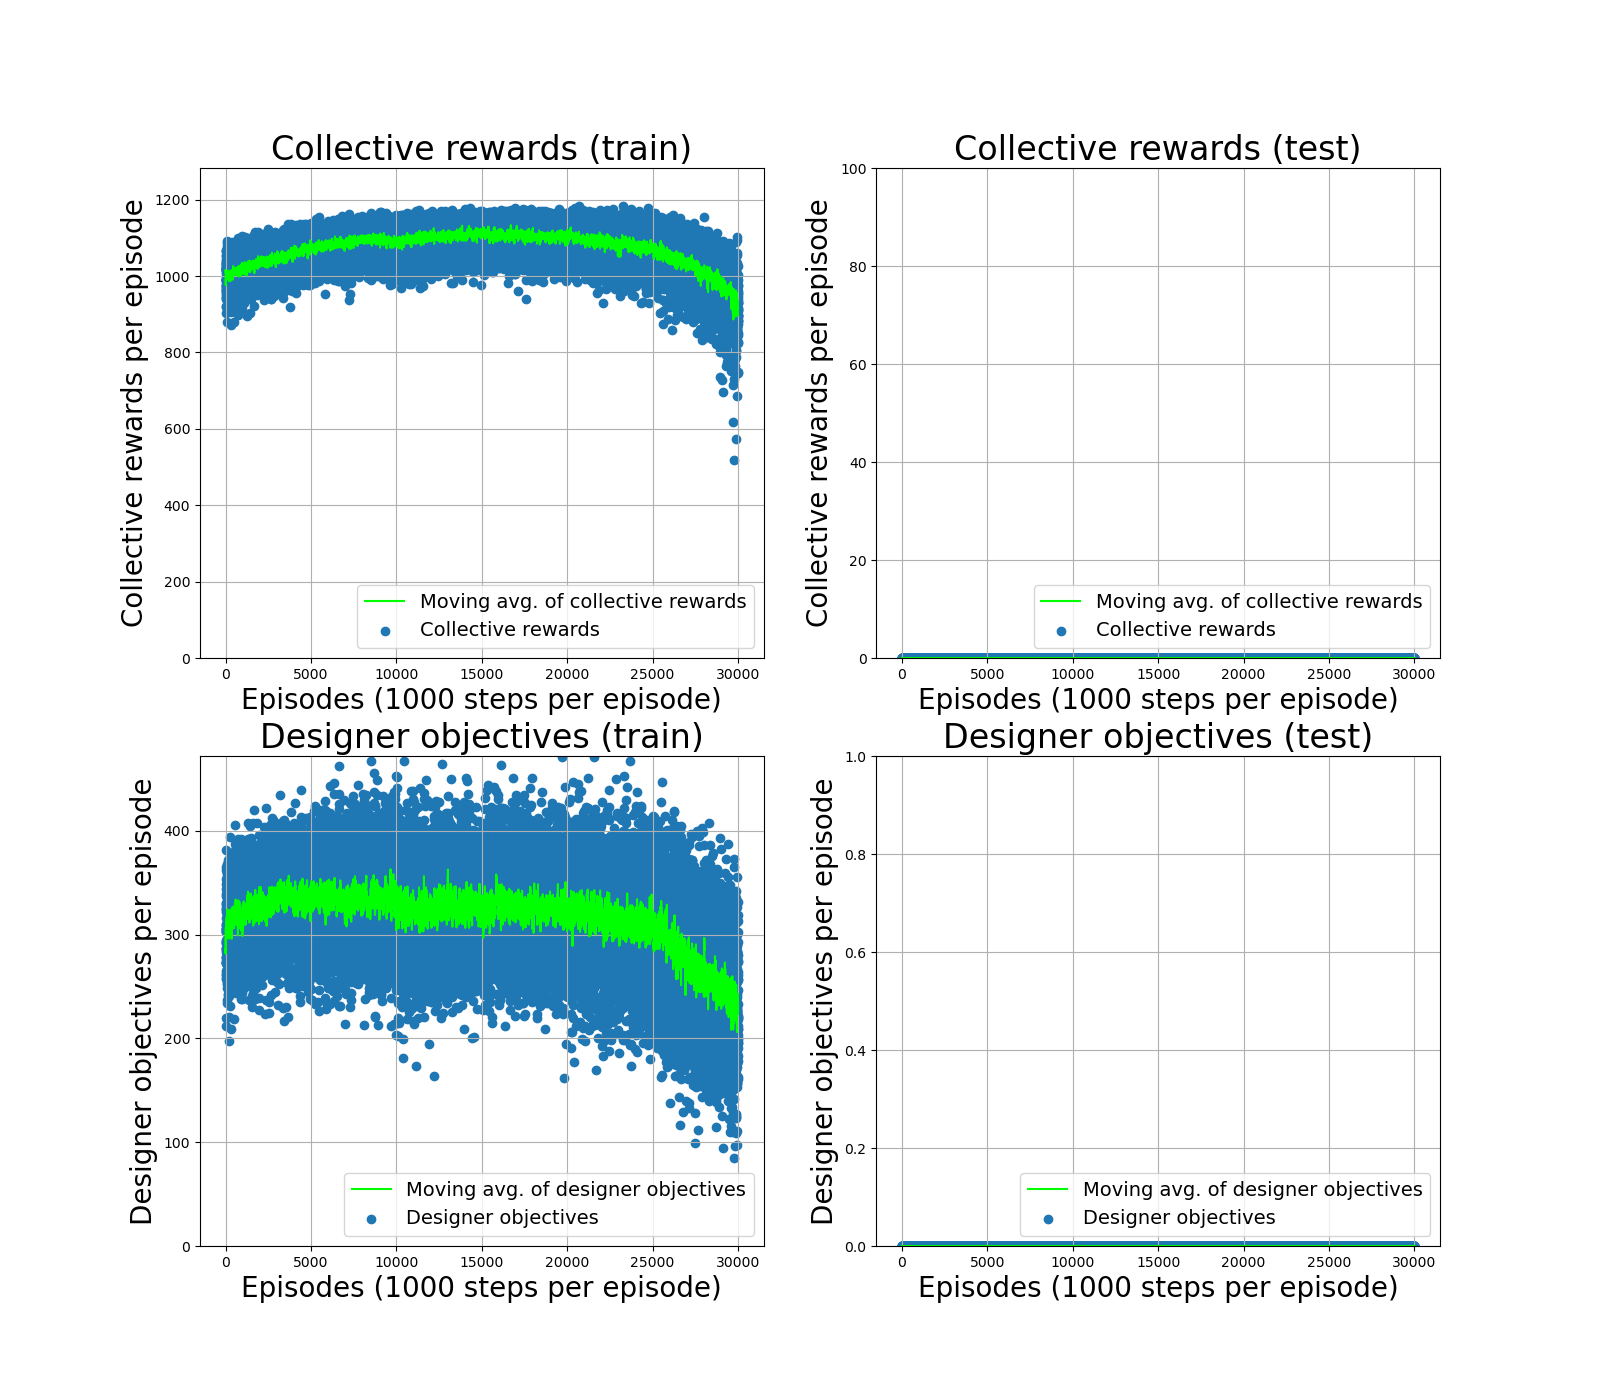 Collective rewards (train)
Collective rewards per episode
1200
1000
800
600
400
200
0
Moving avg. of collective rewards
Collective rewards
0 5000 10000 15000 20000 25000 30000
Episodes (1000 steps per episode)
Collective rewards (test)
Collective rewards per episode
100
80
60
40
20
0
Moving avg. of collective rewards
Collective rewards
0 5000 10000 15000 20000 25000 30000
Episodes (1000 steps per episode)
Designer objectives (train)
Designer objectives per episode
400
300
200
100
0
Moving avg. of designer objectives
Designer objectives
0 5000 10000 15000 20000 25000 30000
Episodes (1000 steps per episode)
Designer objectives (test)
Designer objectives per episode
1.0
0.8
0.6
0.4
0.2
0.0
Moving avg. of designer objectives
Designer objectives
0 5000 10000 15000 20000 25000 30000
Episodes (1000 steps per episode)